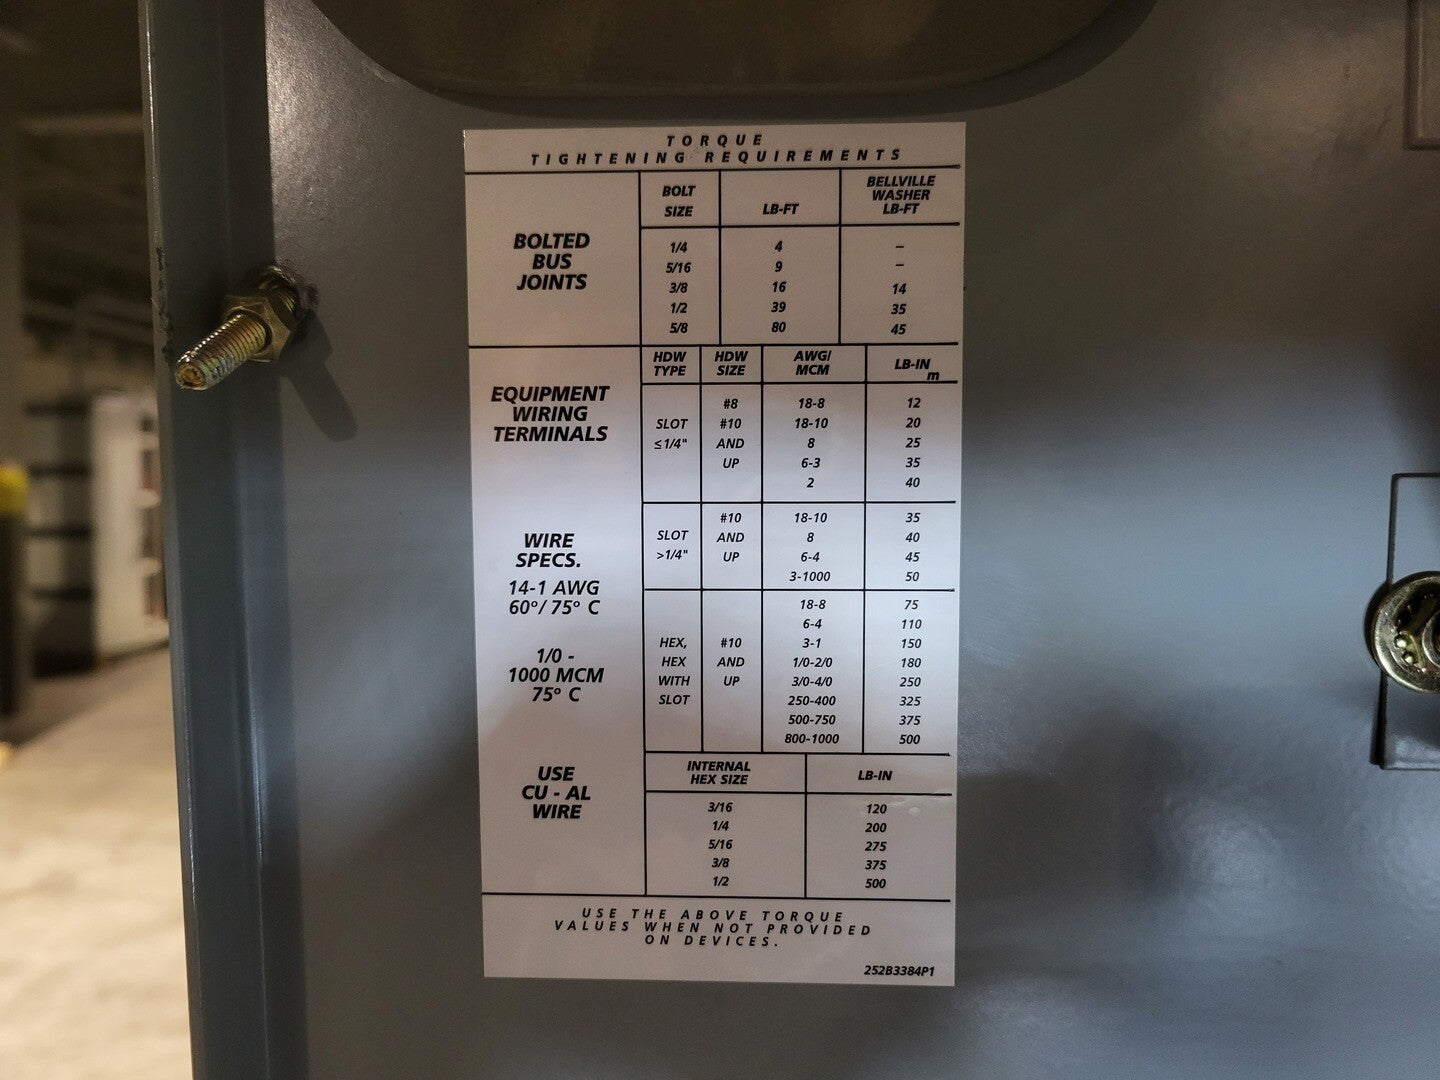 TORQUE
TIGHTENING REQUIREMENTS
BOLTED
BUS
JOINTS
BOLT
SIZE
LB-FT
BELLVILLE
WASHER
LB-FT
1/4 4 –
5/16 9 –
3/8 16 14
1/2 39 35
5/8 80 45
EQUIPMENT
WIRING
TERMINALS
WIRE
SPECS.
14-1 AWG
60°/ 75° C
1/0 -
1000 MCM
75° C
USE
CU - AL
WIRE
HDW
TYPE
HDW
SIZE
AWG/
MCM
LB-IN
m
#8 18-8 12
SLOT #10 18-10 20
≤1/4" AND 8 25
UP 6-3 35
2 40
#10 18-10 35
SLOT AND 8 40
>1/4" UP 6-4 45
3-1000 50
18-8 75
6-4 110
HEX, #10 3-1 150
HEX AND 1/0-2/0 180
WITH UP 3/0-4/0 250
SLOT 250-400 325
500-750 375
800-1000 500
INTERNAL
HEX SIZE
LB-IN
3/16 120
1/4 200
5/16 275
3/8 375
1/2 500
USE THE ABOVE TORQUE
VALUES WHEN NOT PROVIDED
ON DEVICES.
252B3384P1